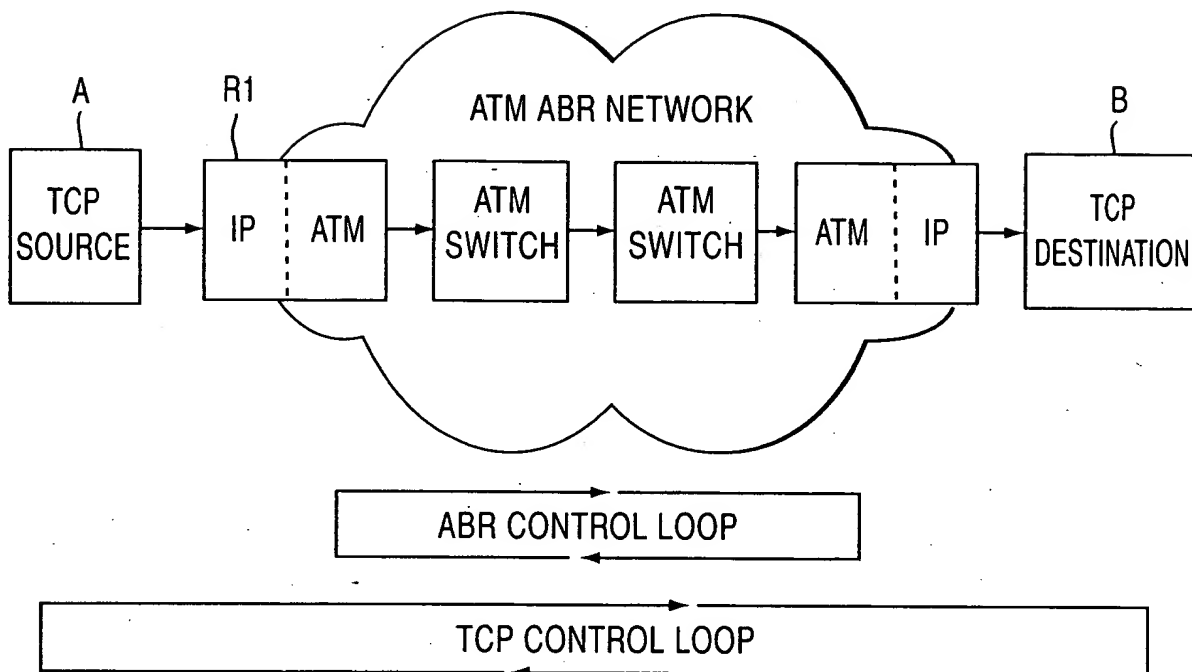 A
R1
ATM ABR NETWORK
B
TCP
SOURCE
IP
ATM
ATM
SWITCH
ATM
SWITCH
ATM
IP
TCP
DESTINATION
ABR CONTROL LOOP
TCP CONTROL LOOP